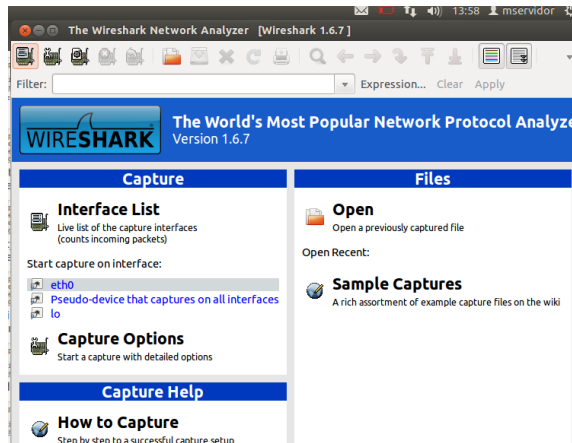 13:58 mservidor
The Wireshark Network Analyzer [Wireshark 1.6.7 ]
Filter: Expression... Clear Apply
WIRESHARK
The World's Most Popular Network Protocol
Version 1.6.7
Capture
Interface List
Live list of the capture interfaces
(counts incoming packets)
Start capture on interface:
eth0
Pseudo-device that captures on all interfaces
lo
Capture Options
Start a capture with detailed options
Capture Help
How to Capture
Step by step to a successful capture setup
Files
Open
Open a previously captured file
Open Recent:
Sample Captures
A rich assortment of example capture files on the wiki